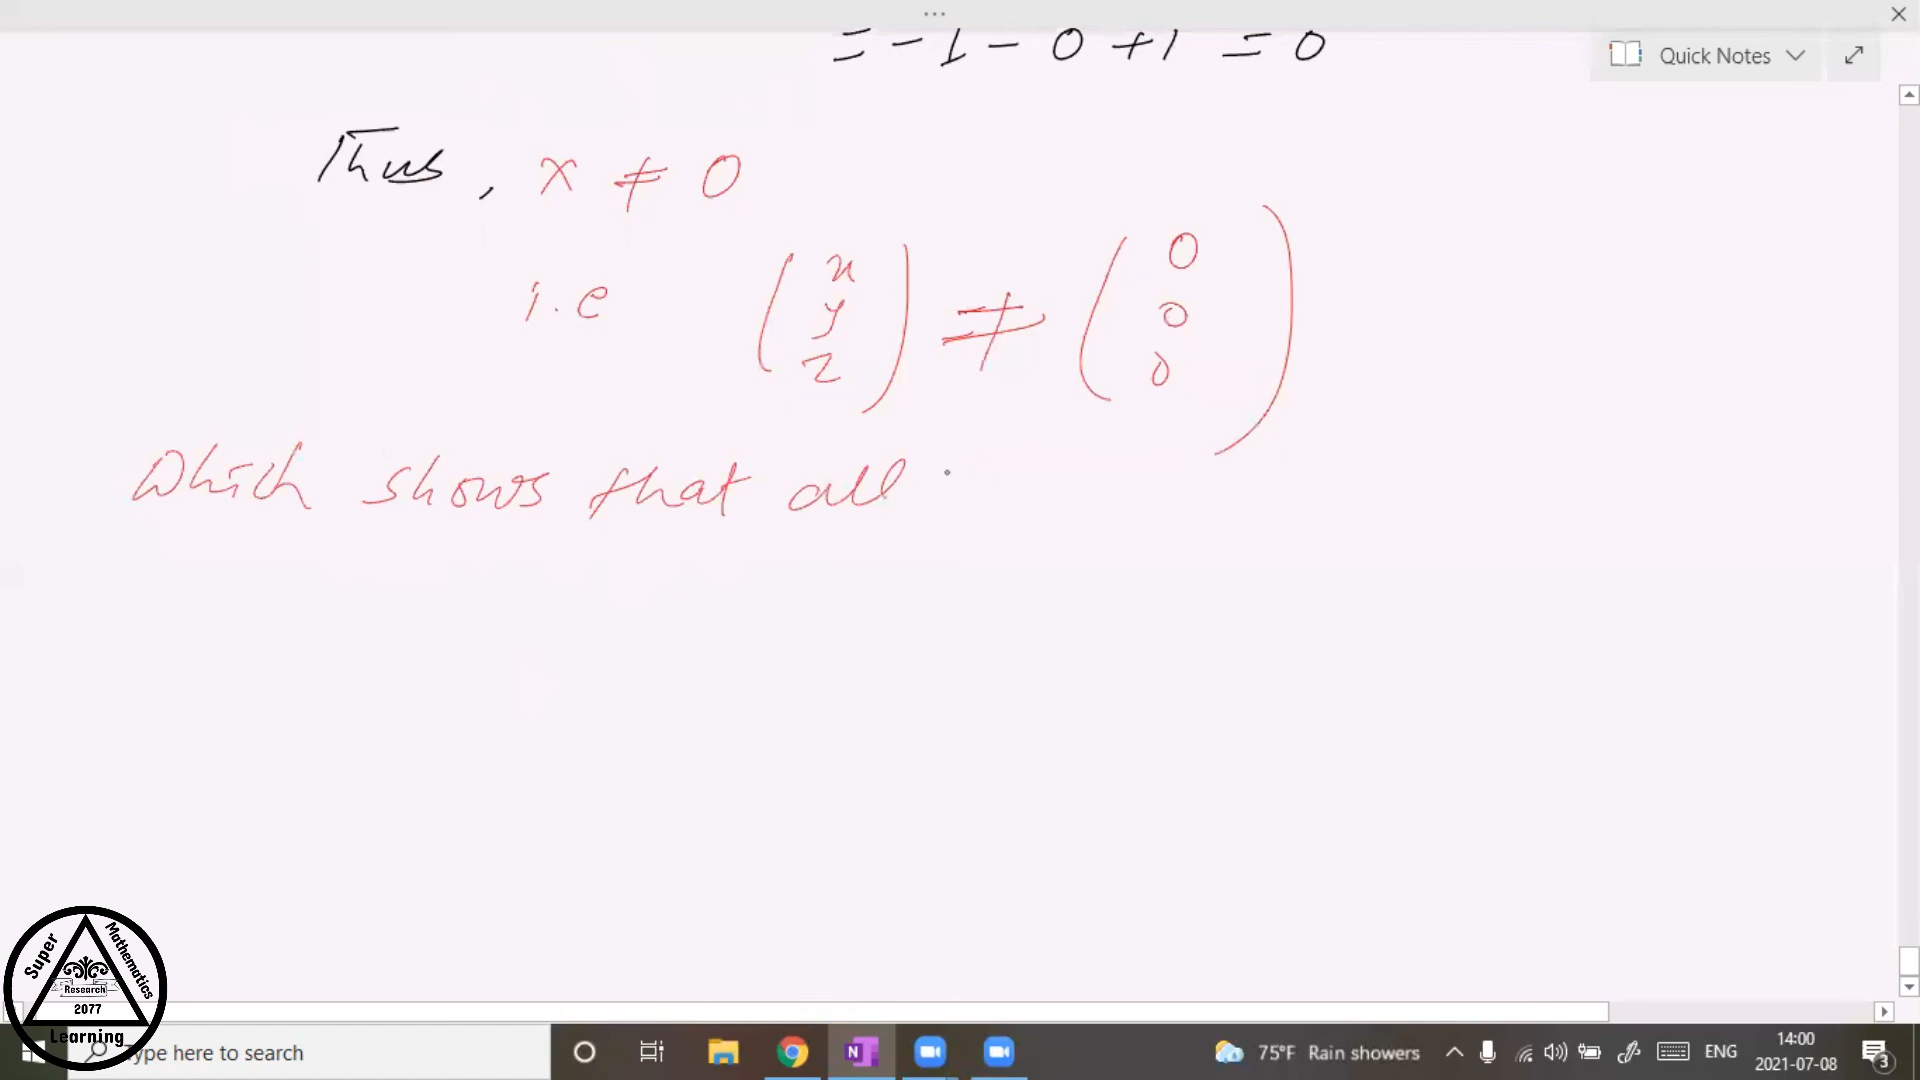 = - 1 - 0 + 1 = 0
Quick Notes
Thus, x ≠ 0
i.e (x y z) ≠ (0 0 0)
Which shows that all
Super Mathematics
Research
2077
Learning
Type here to search
75°F Rain showers
ENG
14:00
2021-07-08
3